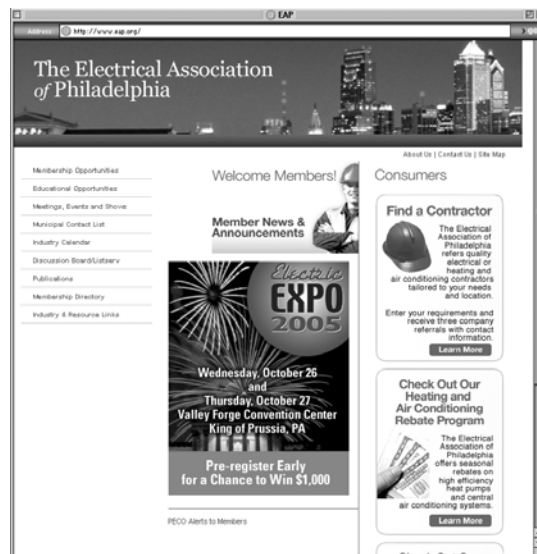 EAP
Address
http://www.eap.org/
The Electrical Association
of Philadelphia
About Us | Contact Us | Site Map
Membership Opportunities
Educational Opportunities
Meetings, Events and Shows
Municipal Contact List
Industry Calendar
Discussion Board/Listserv
Publications
Membership Directory
Industry & Resource Links
Welcome Members!
Member News &
Announcements
Electric
EXPO
2005
Wednesday, October 26
and
Thursday, October 27
Valley Forge Convention Center
King of Prussia, PA
Pre-register Early
for a Chance to Win $1,000
PECO Alerts to Members
Consumers
Find a Contractor
The Electrical
Association of
Philadelphia
refers quality
electrical or
heating and
air conditioning contractors
tailored to your needs
and location.
Enter your requirements and
receive three company
referrals with contact
information.
Learn More
Check Out Our
Heating and
Air Conditioning
Rebate Program
The Electrical
Association of
Philadelphia
offers seasonal
rebates on
high efficiency
heat pumps
and central
air conditioning systems.
Learn More